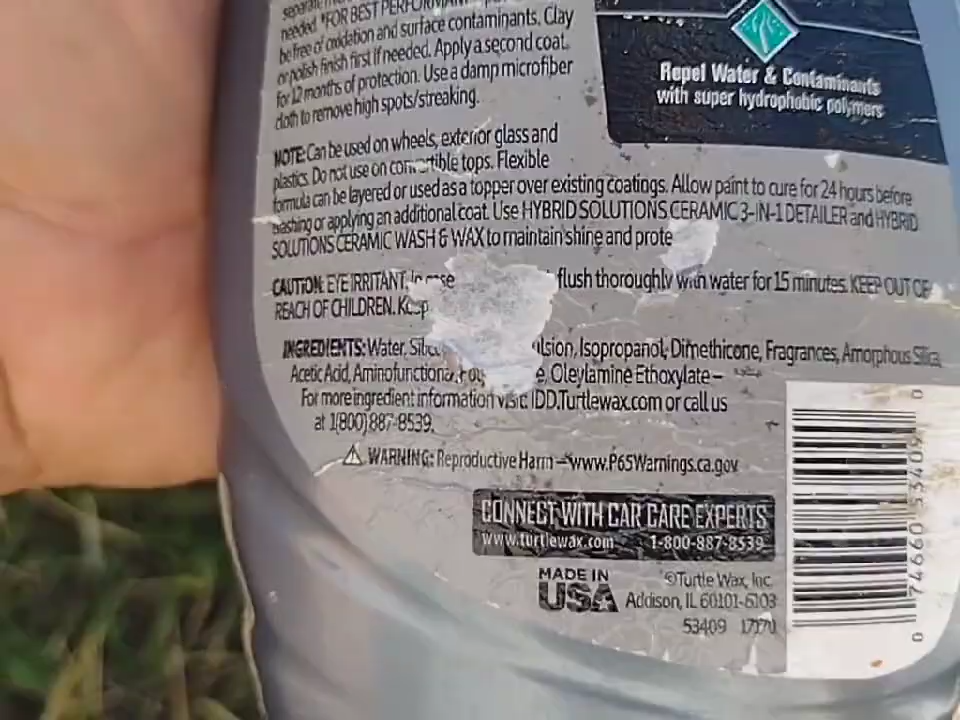 needed. *FOR BEST PERFORMAN
be free of oxidation and surface contaminants. Clay
or polish finish first if needed. Apply a second coat
for 12 months of protection. Use a damp microfiber
cloth to remove high spots/streaking.
Repel Water & Contaminants
with super hydrophobic polymers
NOTE: Can be used on wheels, exterior glass and
plastics. Do not use on convertible tops. Flexible
formula can be layered or used as a topper over existing coatings. Allow paint to cure for 24 hours before
washing or applying an additional coat. Use HYBRID SOLUTIONS CERAMIC 3-IN-1 DETAILER and HYBRID
SOLUTIONS CERAMIC WASH & WAX to maintain shine and prote
CAUTION: EYE IRRITANT. In flush thoroughly with water for 15 minutes. KEEP OUT OF
REACH OF CHILDREN. Keep
INGREDIENTS: Water, Isopropanol, Dimethicone, Fragrances, Amorphous Silica,
Acetic Acid, Oleylamine Ethoxylate –
For more ingredient information visit IDD.Turtlewax.com or call us
at 1(800) 887-8539.
WARNING: Reproductive Harm – www.P65Warnings.ca.gov
CONNECT WITH CAR CARE EXPERTS
www.turtlewax.com 1-800-887-8539
MADE IN
USA
©Turtle Wax, Inc.
Addison, IL 60101-6103
53409 17170
0 74660 53409 0